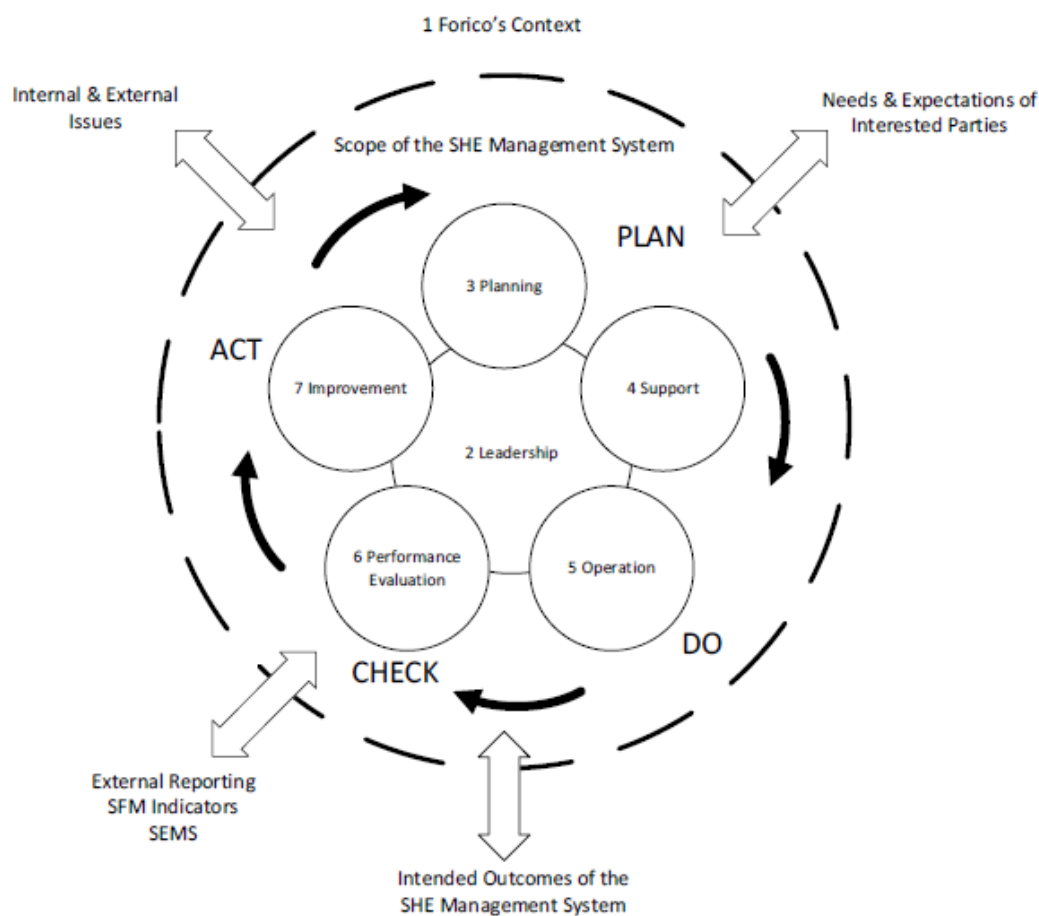 1 Forico's Context
Internal & External
Issues
Needs & Expectations of
Interested Parties
Scope of the SHE Management System
PLAN
3 Planning
ACT
7 Improvement
4 Support
2 Leadership
6 Performance
Evaluation
5 Operation
DO
CHECK
External Reporting
SFM Indicators
SEMS
Intended Outcomes of the
SHE Management System